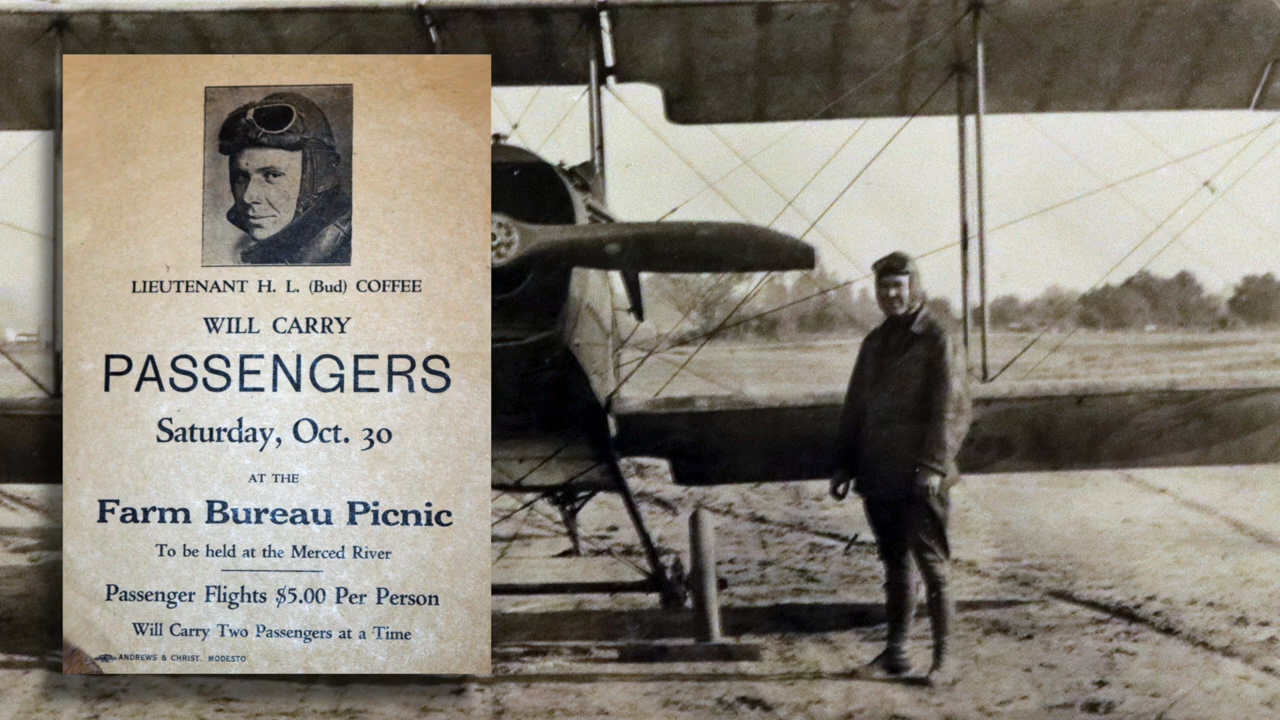 LIEUTENANT H. L. (Bud) COFFEE
WILL CARRY
PASSENGERS
Saturday, Oct. 30
AT THE
Farm Bureau Picnic
To be held at the Merced River
Passenger Flights $5.00 Per Person
Will Carry Two Passengers at a Time
ANDREWS & CHRIST. MODESTO